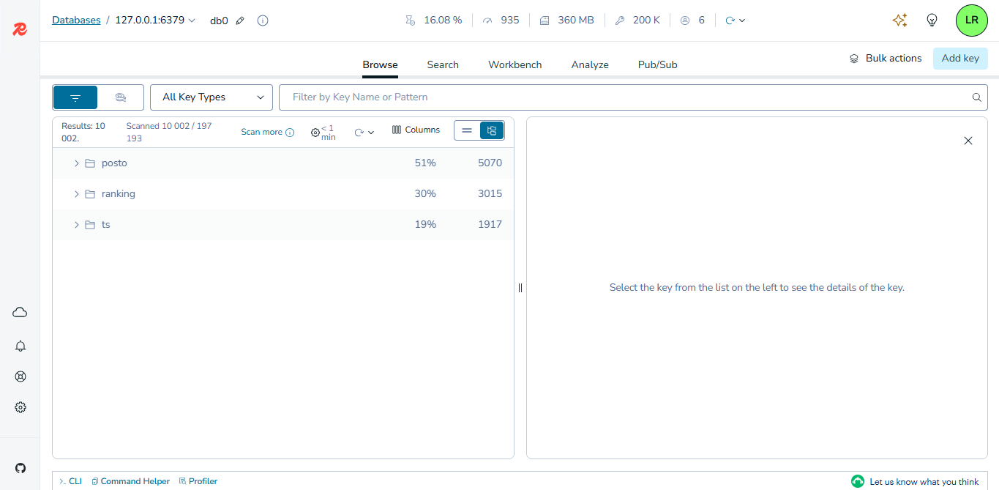 Databases / 127.0.0.1:6379 db0 16.08 % 935 360 MB 200 K 6 LR
Browse Search Workbench Analyze Pub/Sub Bulk actions Add key
All Key Types Filter by Key Name or Pattern
Results: 10 002. Scanned 10 002 / 197 193 Scan more < 1 min Columns
posto 51% 5070
ranking 30% 3015
ts 19% 1917
Select the key from the list on the left to see the details of the key.
>_ CLI Command Helper Profiler Let us know what you think